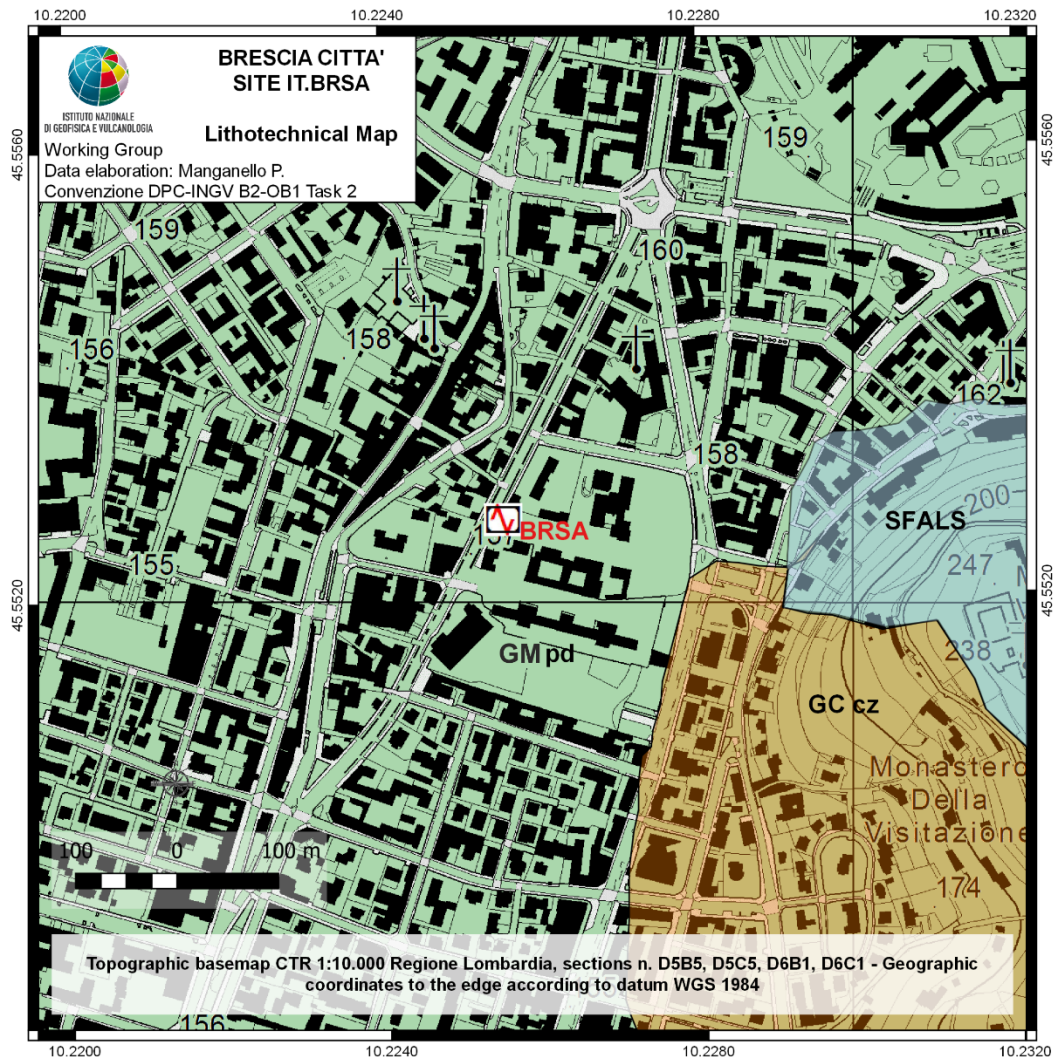 10.2200
10.2240
10.2280
10.2320
BRESCIA CITTA'
SITE IT.BRSA
ISTITUTO NAZIONALE
DI GEOFISICA E VULCANOLOGIA
Lithotechnical Map
Working Group
Data elaboration: Manganello P.
Convenzione DPC-INGV B2-OB1 Task 2
45.5560
45.5560
159
159
160
158
156
162
158
200
SFALS
BRSA
247
155
45.5520
45.5520
238
GMpd
GC cz
Monastero
Della
Visitazione
100 0 100 m
174
Topographic basemap CTR 1:10.000 Regione Lombardia, sections n. D5B5, D5C5, D6B1, D6C1 - Geographic
coordinates to the edge according to datum WGS 1984
156
10.2200
10.2240
10.2280
10.2320